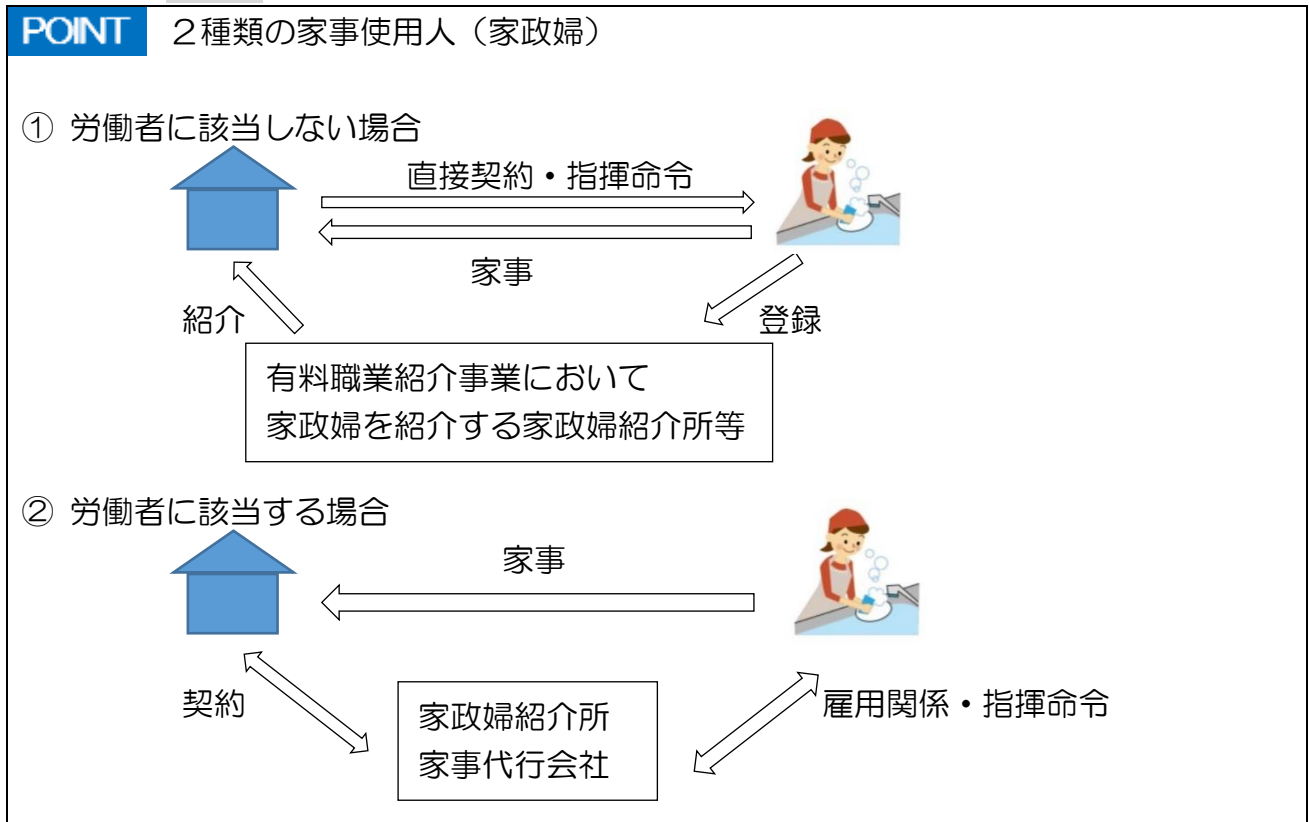 POINT ２種類の家事使用人（家政婦）
① 労働者に該当しない場合
直接契約・指揮命令
家事
紹介
登録
有料職業紹介事業において
家政婦を紹介する家政婦紹介所等
② 労働者に該当する場合
家事
契約
家政婦紹介所
家事代行会社
雇用関係・指揮命令